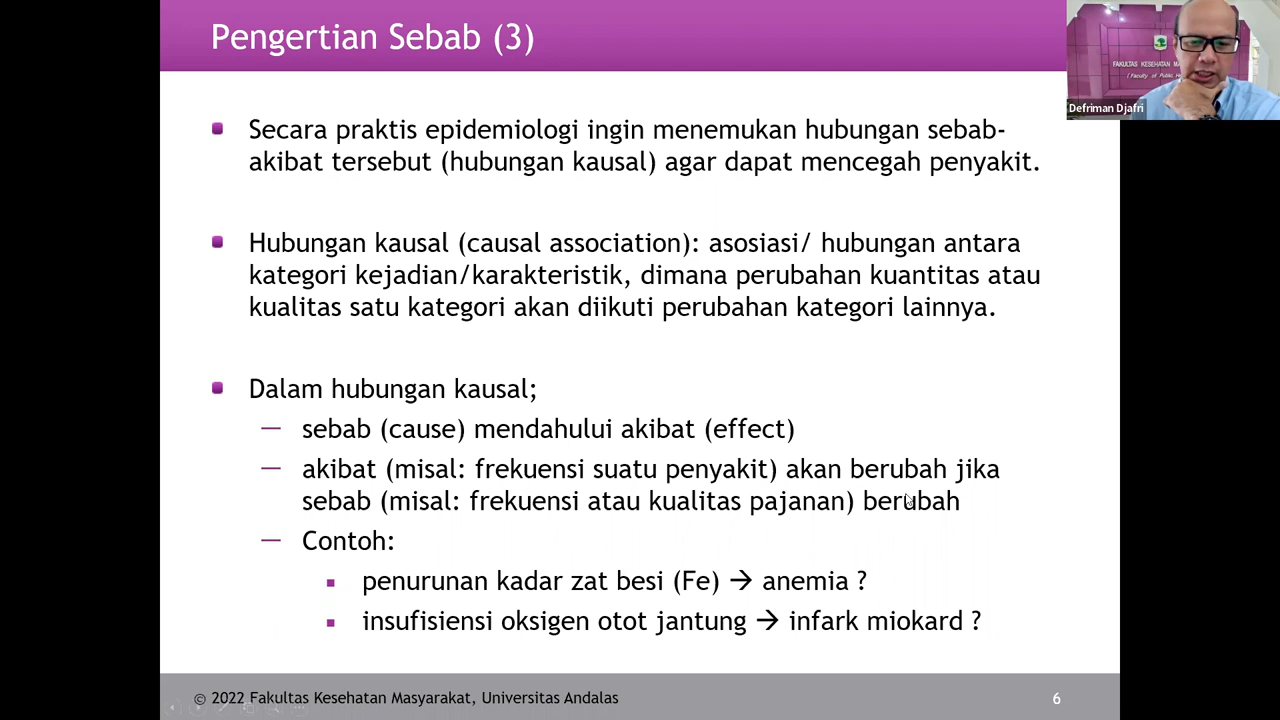 Pengertian Sebab (3)
FAKULTAS KESEHATAN
Defriman Djafri
Secara praktis epidemiologi ingin menemukan hubungan sebab-
akibat tersebut (hubungan kausal) agar dapat mencegah penyakit.
Hubungan kausal (causal association): asosiasi/ hubungan antara
kategori kejadian/karakteristik, dimana perubahan kuantitas atau
kualitas satu kategori akan diikuti perubahan kategori lainnya.
Dalam hubungan kausal;
— sebab (cause) mendahului akibat (effect)
— akibat (misal: frekuensi suatu penyakit) akan berubah jika
sebab (misal: frekuensi atau kualitas pajanan) berubah
— Contoh:
▪ penurunan kadar zat besi (Fe) → anemia ?
▪ insufisiensi oksigen otot jantung → infark miokard ?
© 2022 Fakultas Kesehatan Masyarakat, Universitas Andalas
6